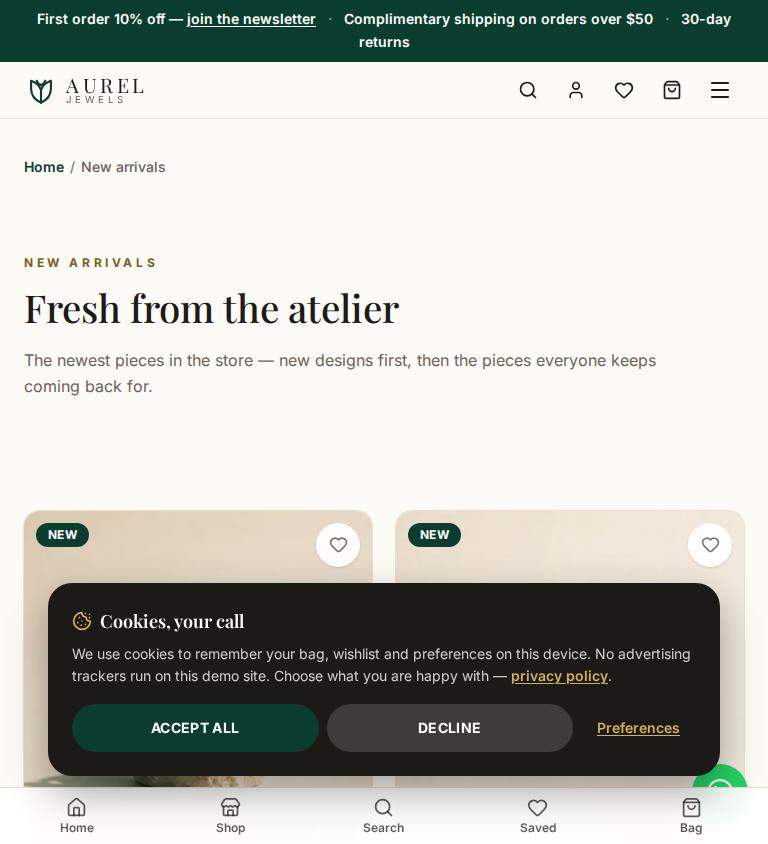 First order 10% off — join the newsletter · Complimentary shipping on orders over $50 · 30-day
returns
AUREL
JEWELS
Home / New arrivals
NEW ARRIVALS
Fresh from the atelier
The newest pieces in the store — new designs first, then the pieces everyone keeps
coming back for.
NEW
NEW
Cookies, your call
We use cookies to remember your bag, wishlist and preferences on this device. No advertising
trackers run on this demo site. Choose what you are happy with — privacy policy.
ACCEPT ALL
DECLINE
Preferences
Home
Shop
Search
Saved
Bag